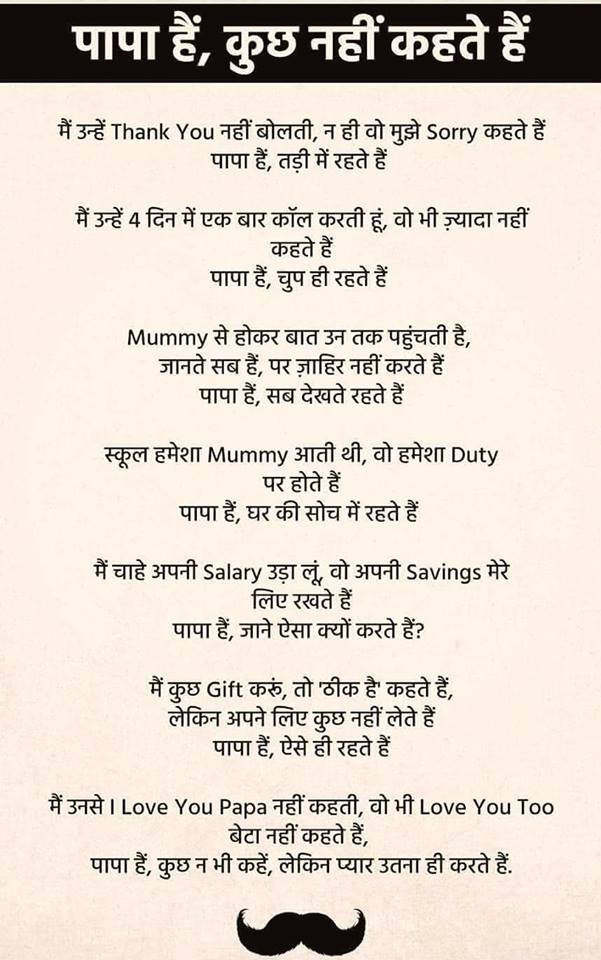 पापा हैं, कुछ नहीं कहते हैं
मैं उन्हें Thank You नहीं बोलती, न ही वो मुझे Sorry कहते हैं
पापा हैं, तड़ी में रहते हैं
मैं उन्हें 4 दिन में एक बार कॉल करती हूं, वो भी ज़्यादा नहीं
कहते हैं
पापा हैं, चुप ही रहते हैं
Mummy से होकर बात उन तक पहुंचती है,
जानते सब हैं, पर ज़ाहिर नहीं करते हैं
पापा हैं, सब देखते रहते हैं
स्कूल हमेशा Mummy आती थी, वो हमेशा Duty
पर होते हैं
पापा हैं, घर की सोच में रहते हैं
मैं चाहे अपनी Salary उड़ा लूं, वो अपनी Savings मेरे
लिए रखते हैं
पापा हैं, जाने ऐसा क्यों करते हैं?
मैं कुछ Gift करूं, तो 'ठीक है' कहते हैं,
लेकिन अपने लिए कुछ नहीं लेते हैं
पापा हैं, ऐसे ही रहते हैं
मैं उनसे I Love You Papa नहीं कहती, वो भी Love You Too
बेटा नहीं कहते हैं,
पापा हैं, कुछ न भी कहें, लेकिन प्यार उतना ही करते हैं.